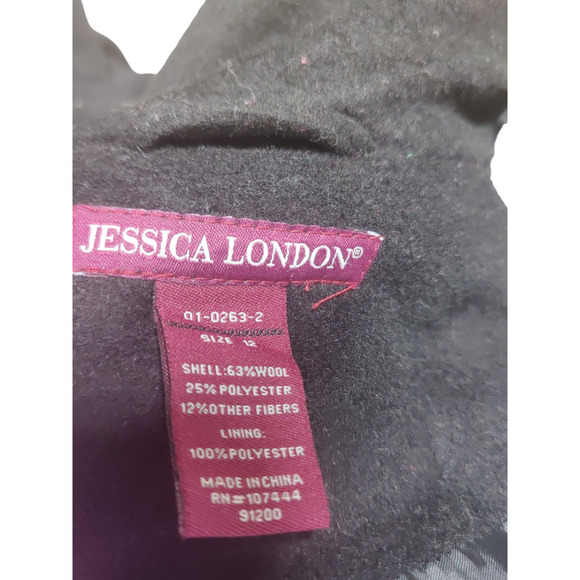 JESSICA LONDON®
01-0263-2
SIZE 12
SHELL:63%WOOL
25% POLYESTER
12%OTHER FIBERS
LINING:
100%POLYESTER
MADE IN CHINA
RN#107444
91200